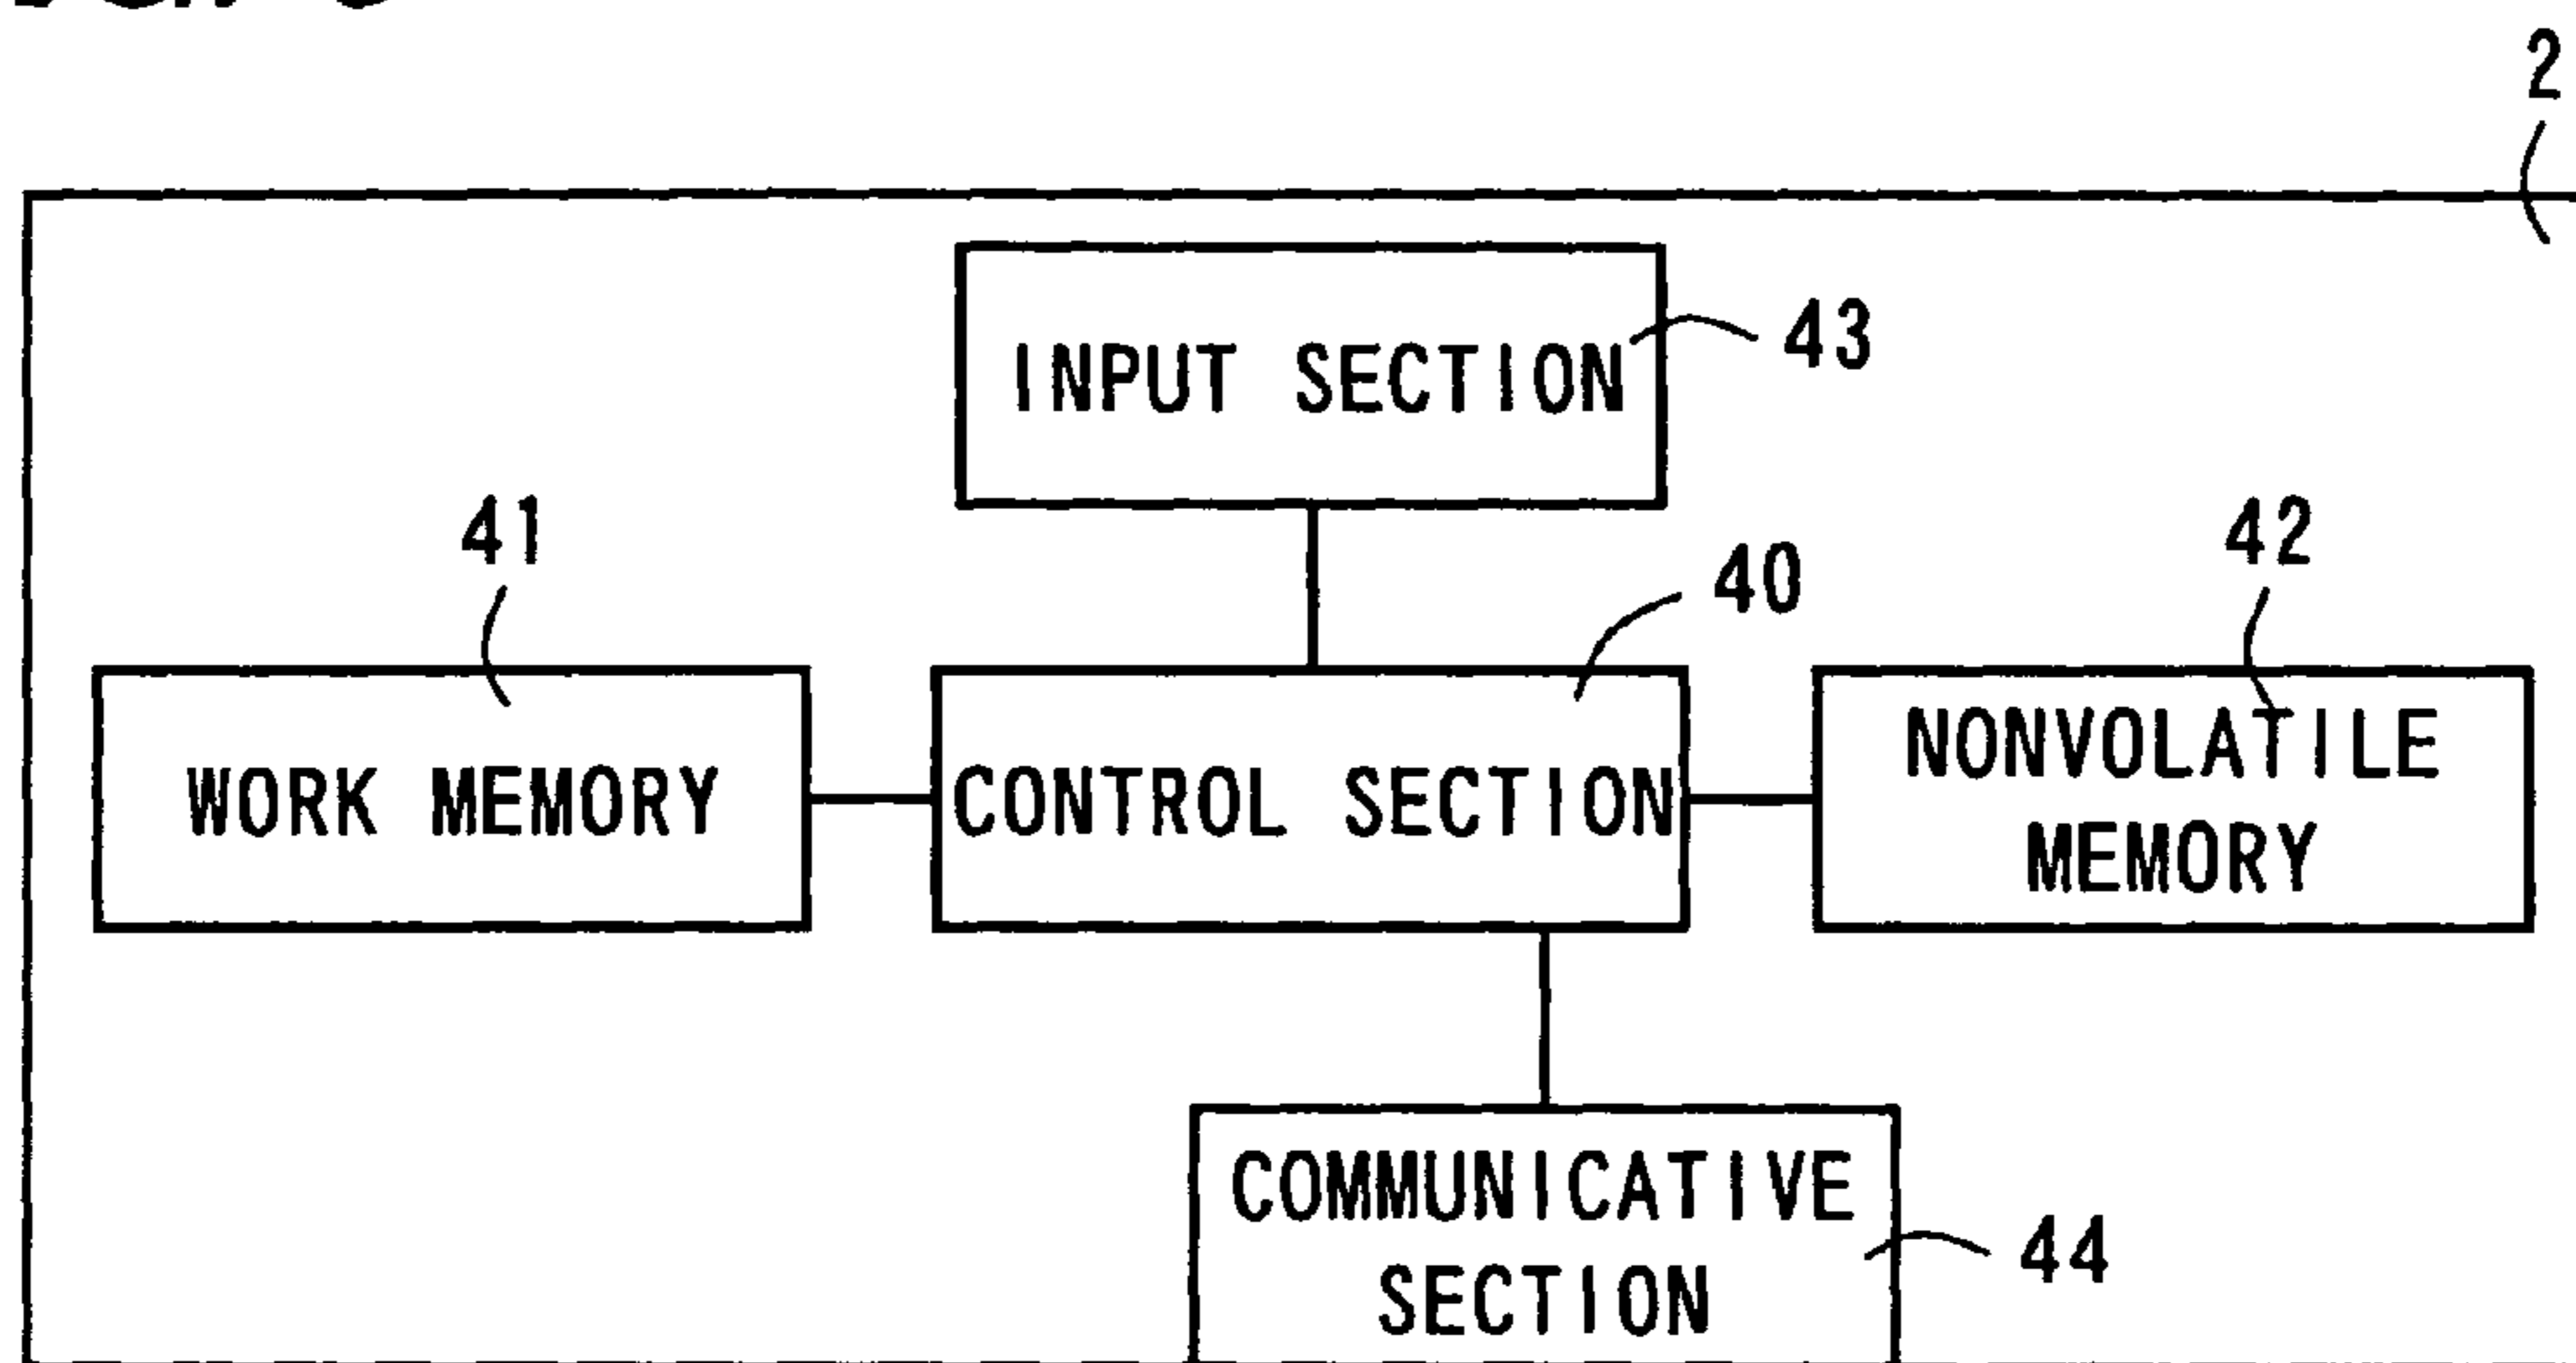 2
INPUT SECTION
43
41
40
42
WORK MEMORY
CONTROL SECTION
NONVOLATILE
MEMORY
COMMUNICATIVE
SECTION
44